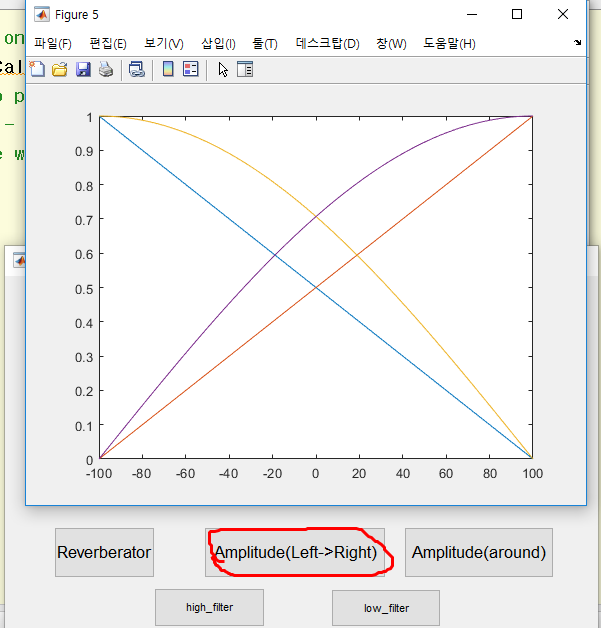 Figure 5
파일(F) 편집(E) 보기(V) 삽입(I) 툴(T) 데스크탑(D) 창(W) 도움말(H)
on
Cal
p
e w
1
0.9
0.8
0.7
0.6
0.5
0.4
0.3
0.2
0.1
0
-100 -80 -60 -40 -20 0 20 40 60 80 100
Reverberator Amplitude(Left->Right) Amplitude(around)
high_filter low_filter